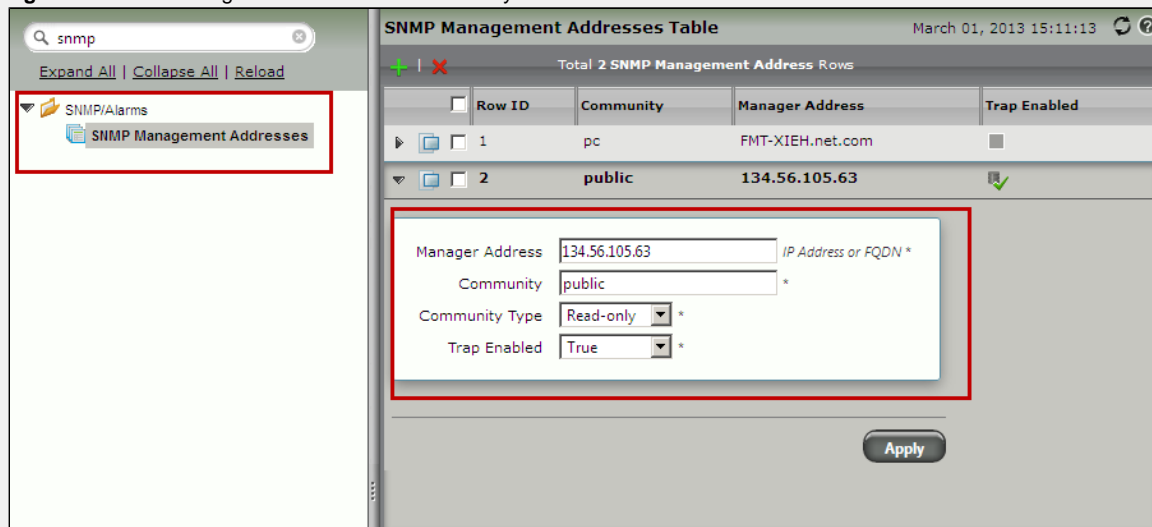 snmp
Expand All | Collapse All | Reload
SNMP/Alarms
SNMP Management Addresses
SNMP Management Addresses Table
March 01, 2013 15:11:13
Total 2 SNMP Management Address Rows
Row ID Community Manager Address Trap Enabled
1 pc FMT-XIEH.net.com
2 public 134.56.105.63
Manager Address 134.56.105.63 IP Address or FQDN *
Community public *
Community Type Read-only *
Trap Enabled True *
Apply